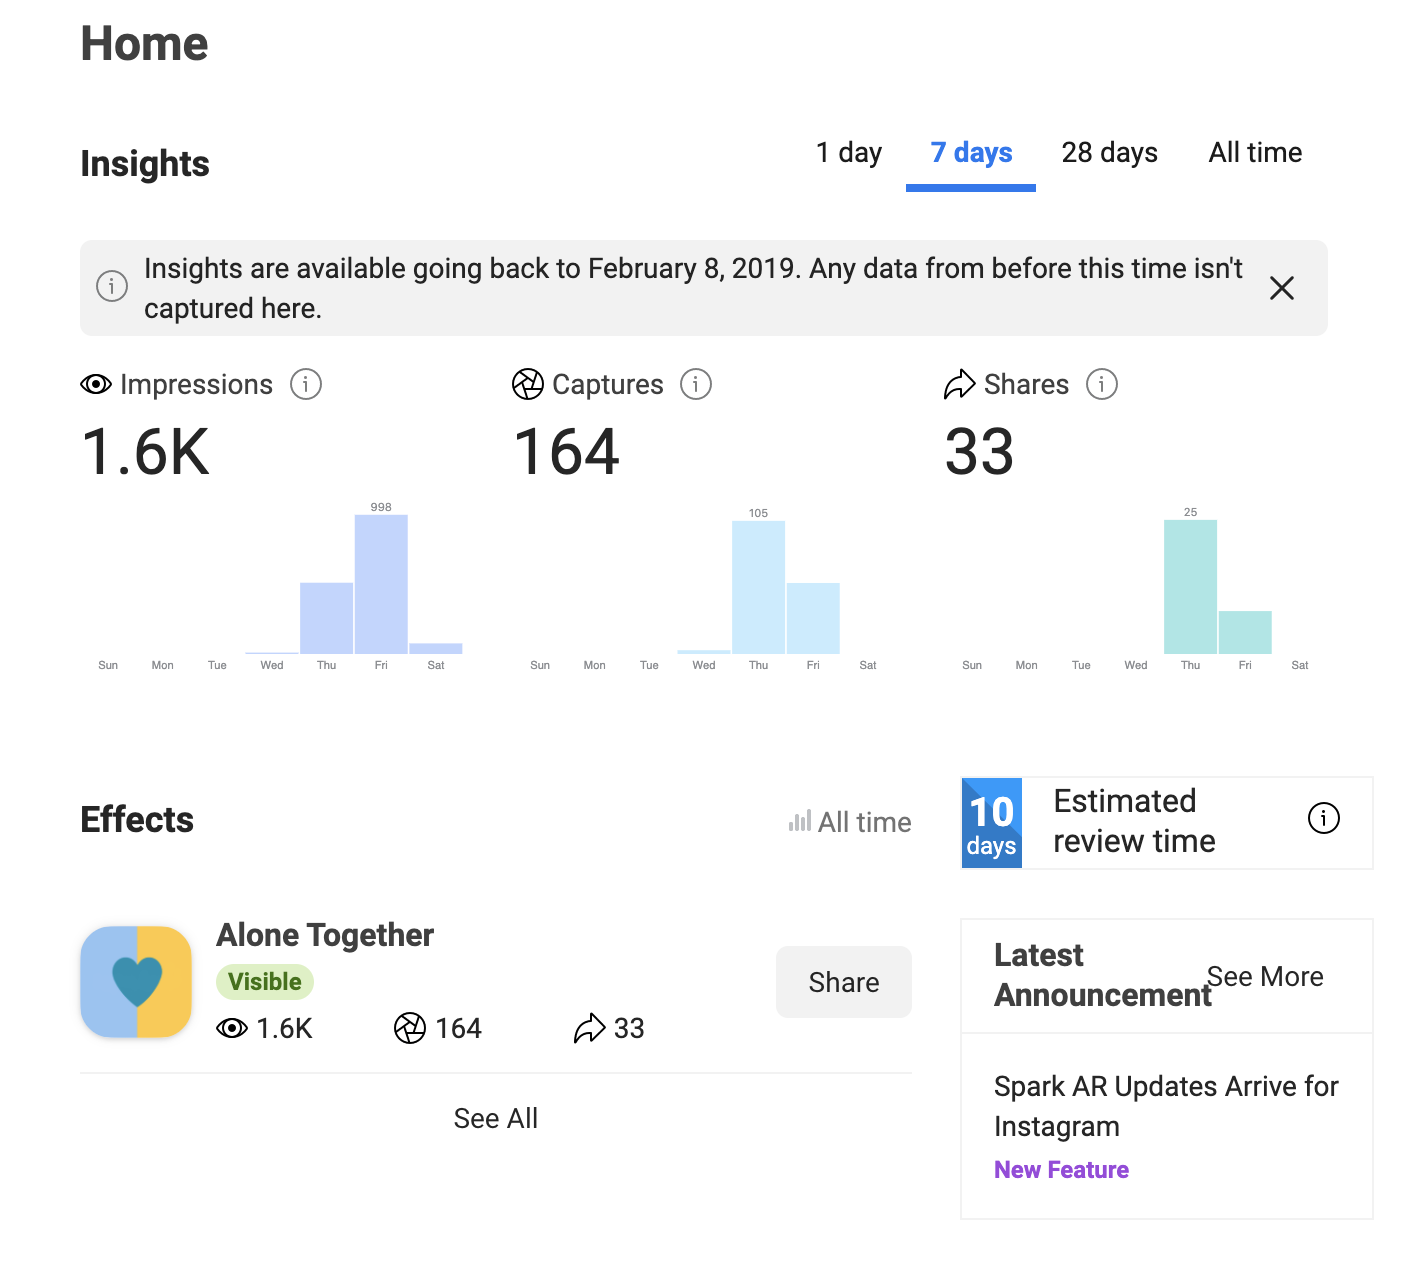 Home
Insights
1 day 7 days 28 days All time
Insights are available going back to February 8, 2019. Any data from before this time isn't
captured here.
Impressions
1.6K
998
Sun Mon Tue Wed Thu Fri Sat
Captures
164
105
Sun Mon Tue Wed Thu Fri Sat
Shares
33
25
Sun Mon Tue Wed Thu Fri Sat
Effects
All time
Alone Together
Visible
1.6K 164 33
Share
See All
10
days
Estimated
review time
Latest
Announcement
See More
Spark AR Updates Arrive for
Instagram
New Feature